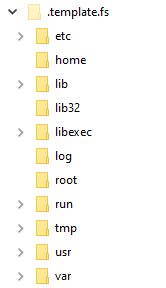 .template.fs
etc
home
lib
lib32
libexec
log
root
run
tmp
usr
var